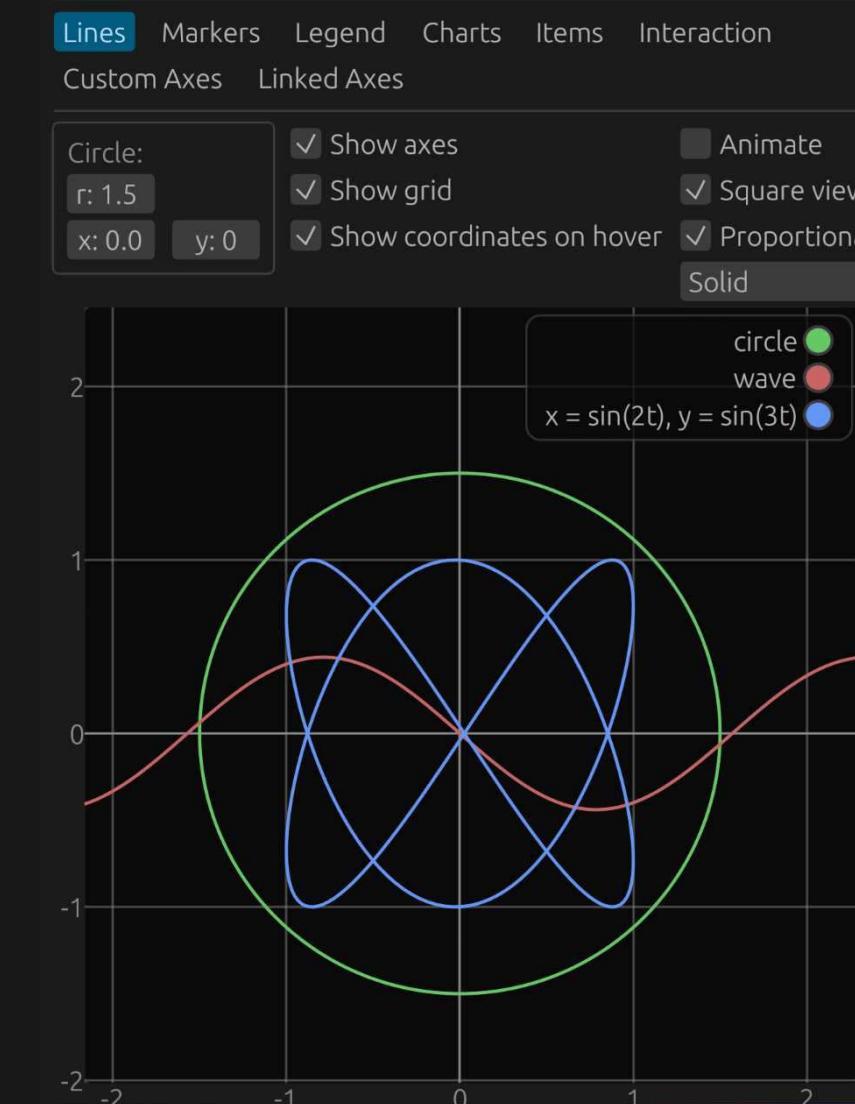 Lines Markers Legend Charts Items Interaction
Custom Axes Linked Axes
Circle:
r: 1.5
x: 0.0 y: 0
Show axes
Show grid
Show coordinates on hover
Animate
Square view
Proportiona
Solid
circle
wave
x = sin(2t), y = sin(3t)
2
1
0
-1
-2
-2 -1 0 1 2